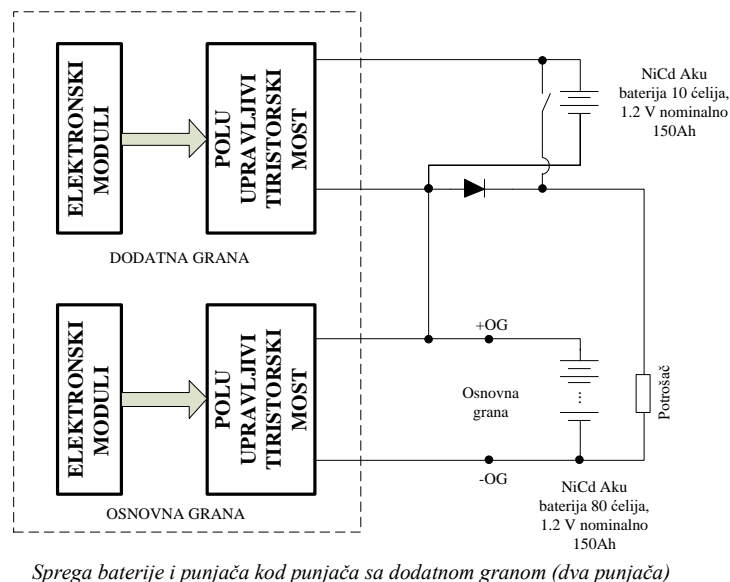 ELEKTRONSKI
MODULI
POLU
UPRAVLJIVI
TIRISTORSKI
MOST
DODATNA GRANA
NiCd Aku
baterija 10 ćelija,
1.2 V nominalno
150Ah
ELEKTRONSKI
MODULI
POLU
UPRAVLJIVI
TIRISTORSKI
MOST
OSNOVNA GRANA
+OG
Osnovna
grana
-OG
Potrošač
NiCd Aku
baterija 80 ćelija,
1.2 V nominalno
150Ah
Sprega baterije i punjača kod punjača sa dodatnom granom (dva punjača)